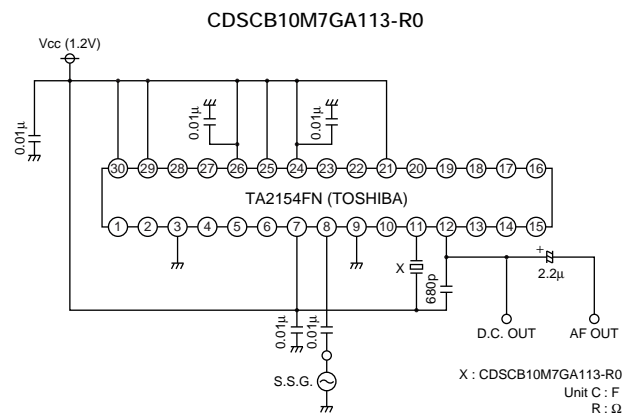 CDSCB10M7GA113-R0
Vcc (1.2V)
0.01μ
0.01μ
0.01μ
30 29 28 27 26 25 24 23 22 21 20 19 18 17 16
TA2154FN (TOSHIBA)
1 2 3 4 5 6 7 8 9 10 11 12 13 14 15
X
680p
+
2.2μ
0.01μ
0.01μ
D.C. OUT
AF OUT
S.S.G.
X : CDSCB10M7GA113-R0
Unit C : F
R : Ω